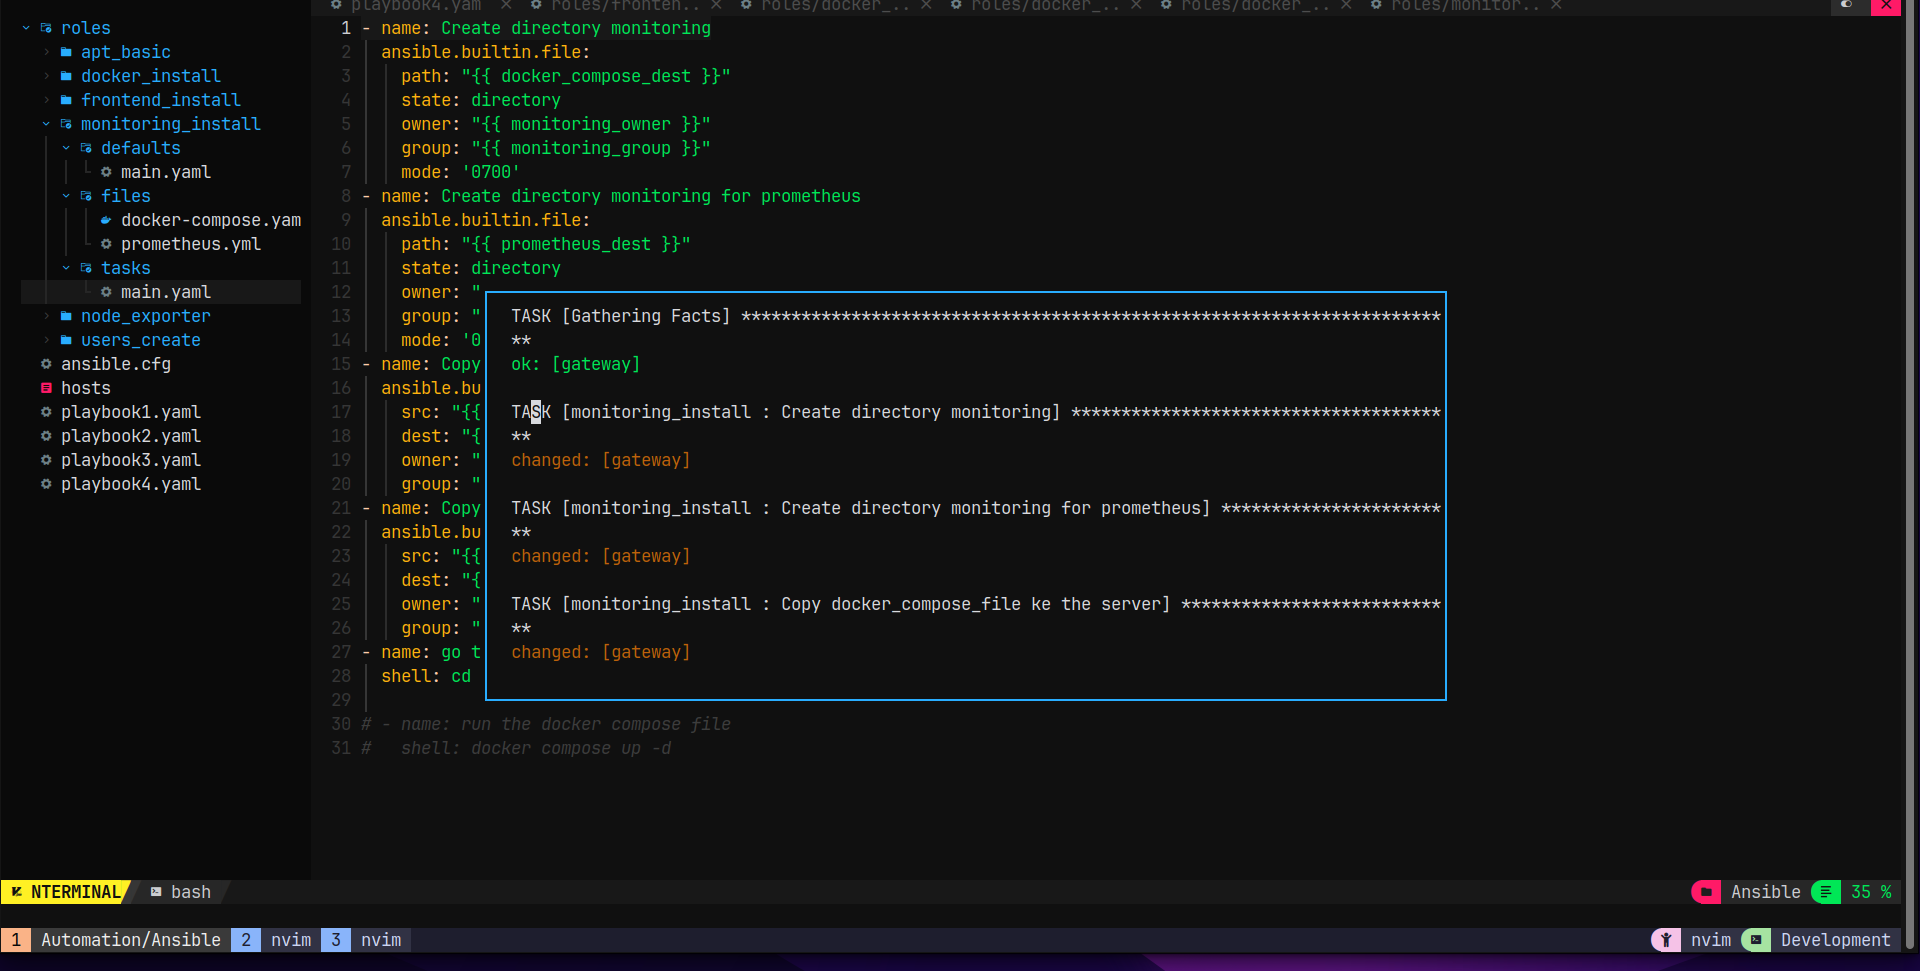 playbook4.yam × roles/fronten.. × roles/docker_.. × roles/docker_.. × roles/docker_.. × roles/monitor.. ×
roles
apt_basic
docker_install
frontend_install
monitoring_install
defaults
main.yaml
files
docker-compose.yam
prometheus.yml
tasks
main.yaml
node_exporter
users_create
ansible.cfg
hosts
playbook1.yaml
playbook2.yaml
playbook3.yaml
playbook4.yaml
1 - name: Create directory monitoring
2 ansible.builtin.file:
3 path: "{{ docker_compose_dest }}"
4 state: directory
5 owner: "{{ monitoring_owner }}"
6 group: "{{ monitoring_group }}"
7 mode: '0700'
8 - name: Create directory monitoring for prometheus
9 ansible.builtin.file:
10 path: "{{ prometheus_dest }}"
11 state: directory
12 owner: "
13 group: "
14 mode: '0
15 - name: Copy
16 ansible.bu
17 src: "{{
18 dest: "{
19 owner: "
20 group: "
21 - name: Copy
22 ansible.bu
23 src: "{{
24 dest: "{
25 owner: "
26 group: "
27 - name: go t
28 shell: cd
29
30 # - name: run the docker compose file
31 #   shell: docker compose up -d
TASK [Gathering Facts] **********************************************************************
**
ok: [gateway]
TASK [monitoring_install : Create directory monitoring] *************************************
**
changed: [gateway]
TASK [monitoring_install : Create directory monitoring for prometheus] **********************
**
changed: [gateway]
TASK [monitoring_install : Copy docker_compose_file ke the server] **************************
**
changed: [gateway]
NTERMINAL bash Ansible 35 %
1 Automation/Ansible 2 nvim 3 nvim nvim Development